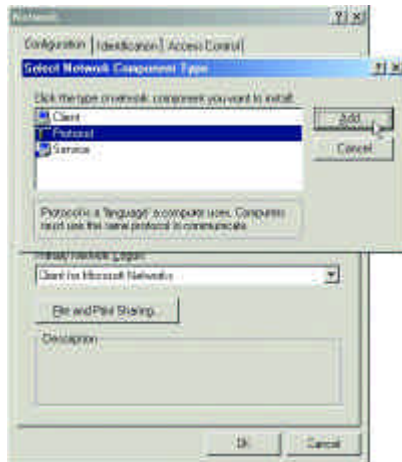 Network
Configuration Identification Access Control
Select Network Component Type
Click the type of network component you want to install:
Client
Protocol
Service
Add...
Cancel
Protocol is a 'language' a computer uses. Computers
must use the same protocol to communicate.
Primary Network Logon:
Client for Microsoft Networks
File and Print Sharing...
Description
OK
Cancel